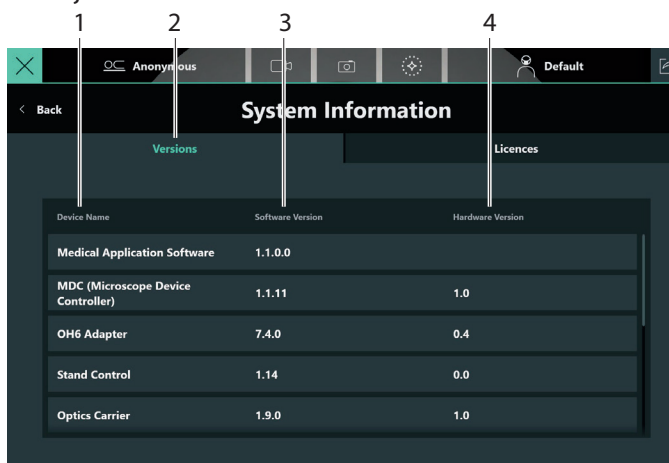 1 2 3 4
Anonymous Default
Back System Information
Versions Licences
Device Name Software Version Hardware Version
Medical Application Software 1.1.0.0
MDC (Microscope Device
Controller) 1.1.11 1.0
OH6 Adapter 7.4.0 0.4
Stand Control 1.14 0.0
Optics Carrier 1.9.0 1.0